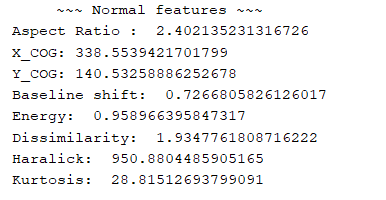 ~~~ Normal features ~~~
Aspect Ratio :  2.402135231316726
X_COG: 338.5539421701799
Y_COG: 140.53258886252678
Baseline shift:  0.7266805826126017
Energy:  0.958966395847317
Dissimilarity:  1.9347761808716222
Haralick:  950.8804485905165
Kurtosis:  28.81512693799091